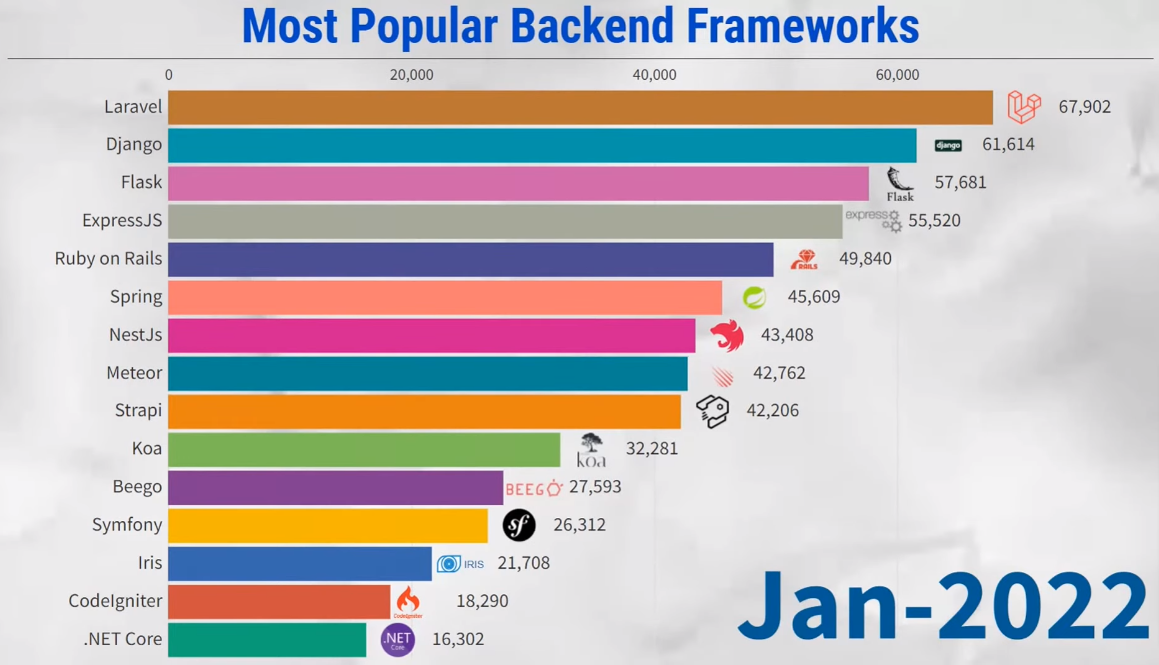 Most Popular Backend Frameworks
0 20,000 40,000 60,000
Laravel 67,902
Django django 61,614
Flask Flask 57,681
ExpressJS express 55,520
Ruby on Rails RAILS 49,840
Spring 45,609
NestJs 43,408
Meteor 42,762
Strapi 42,206
Koa koa 32,281
Beego BEEGO 27,593
Symfony sf 26,312
Iris IRIS 21,708
CodeIgniter CodeIgniter 18,290
.NET Core .NET Core 16,302
Jan-2022